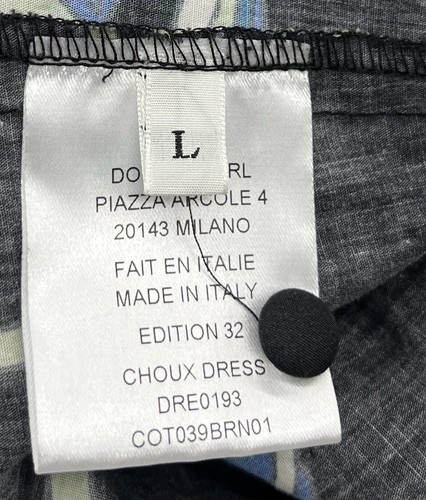 L
PIAZZA ARCOLE 4
20143 MILANO
FAIT EN ITALIE
MADE IN ITALY
EDITION 32
CHOUX DRESS
DRE0193
COT039BRN01